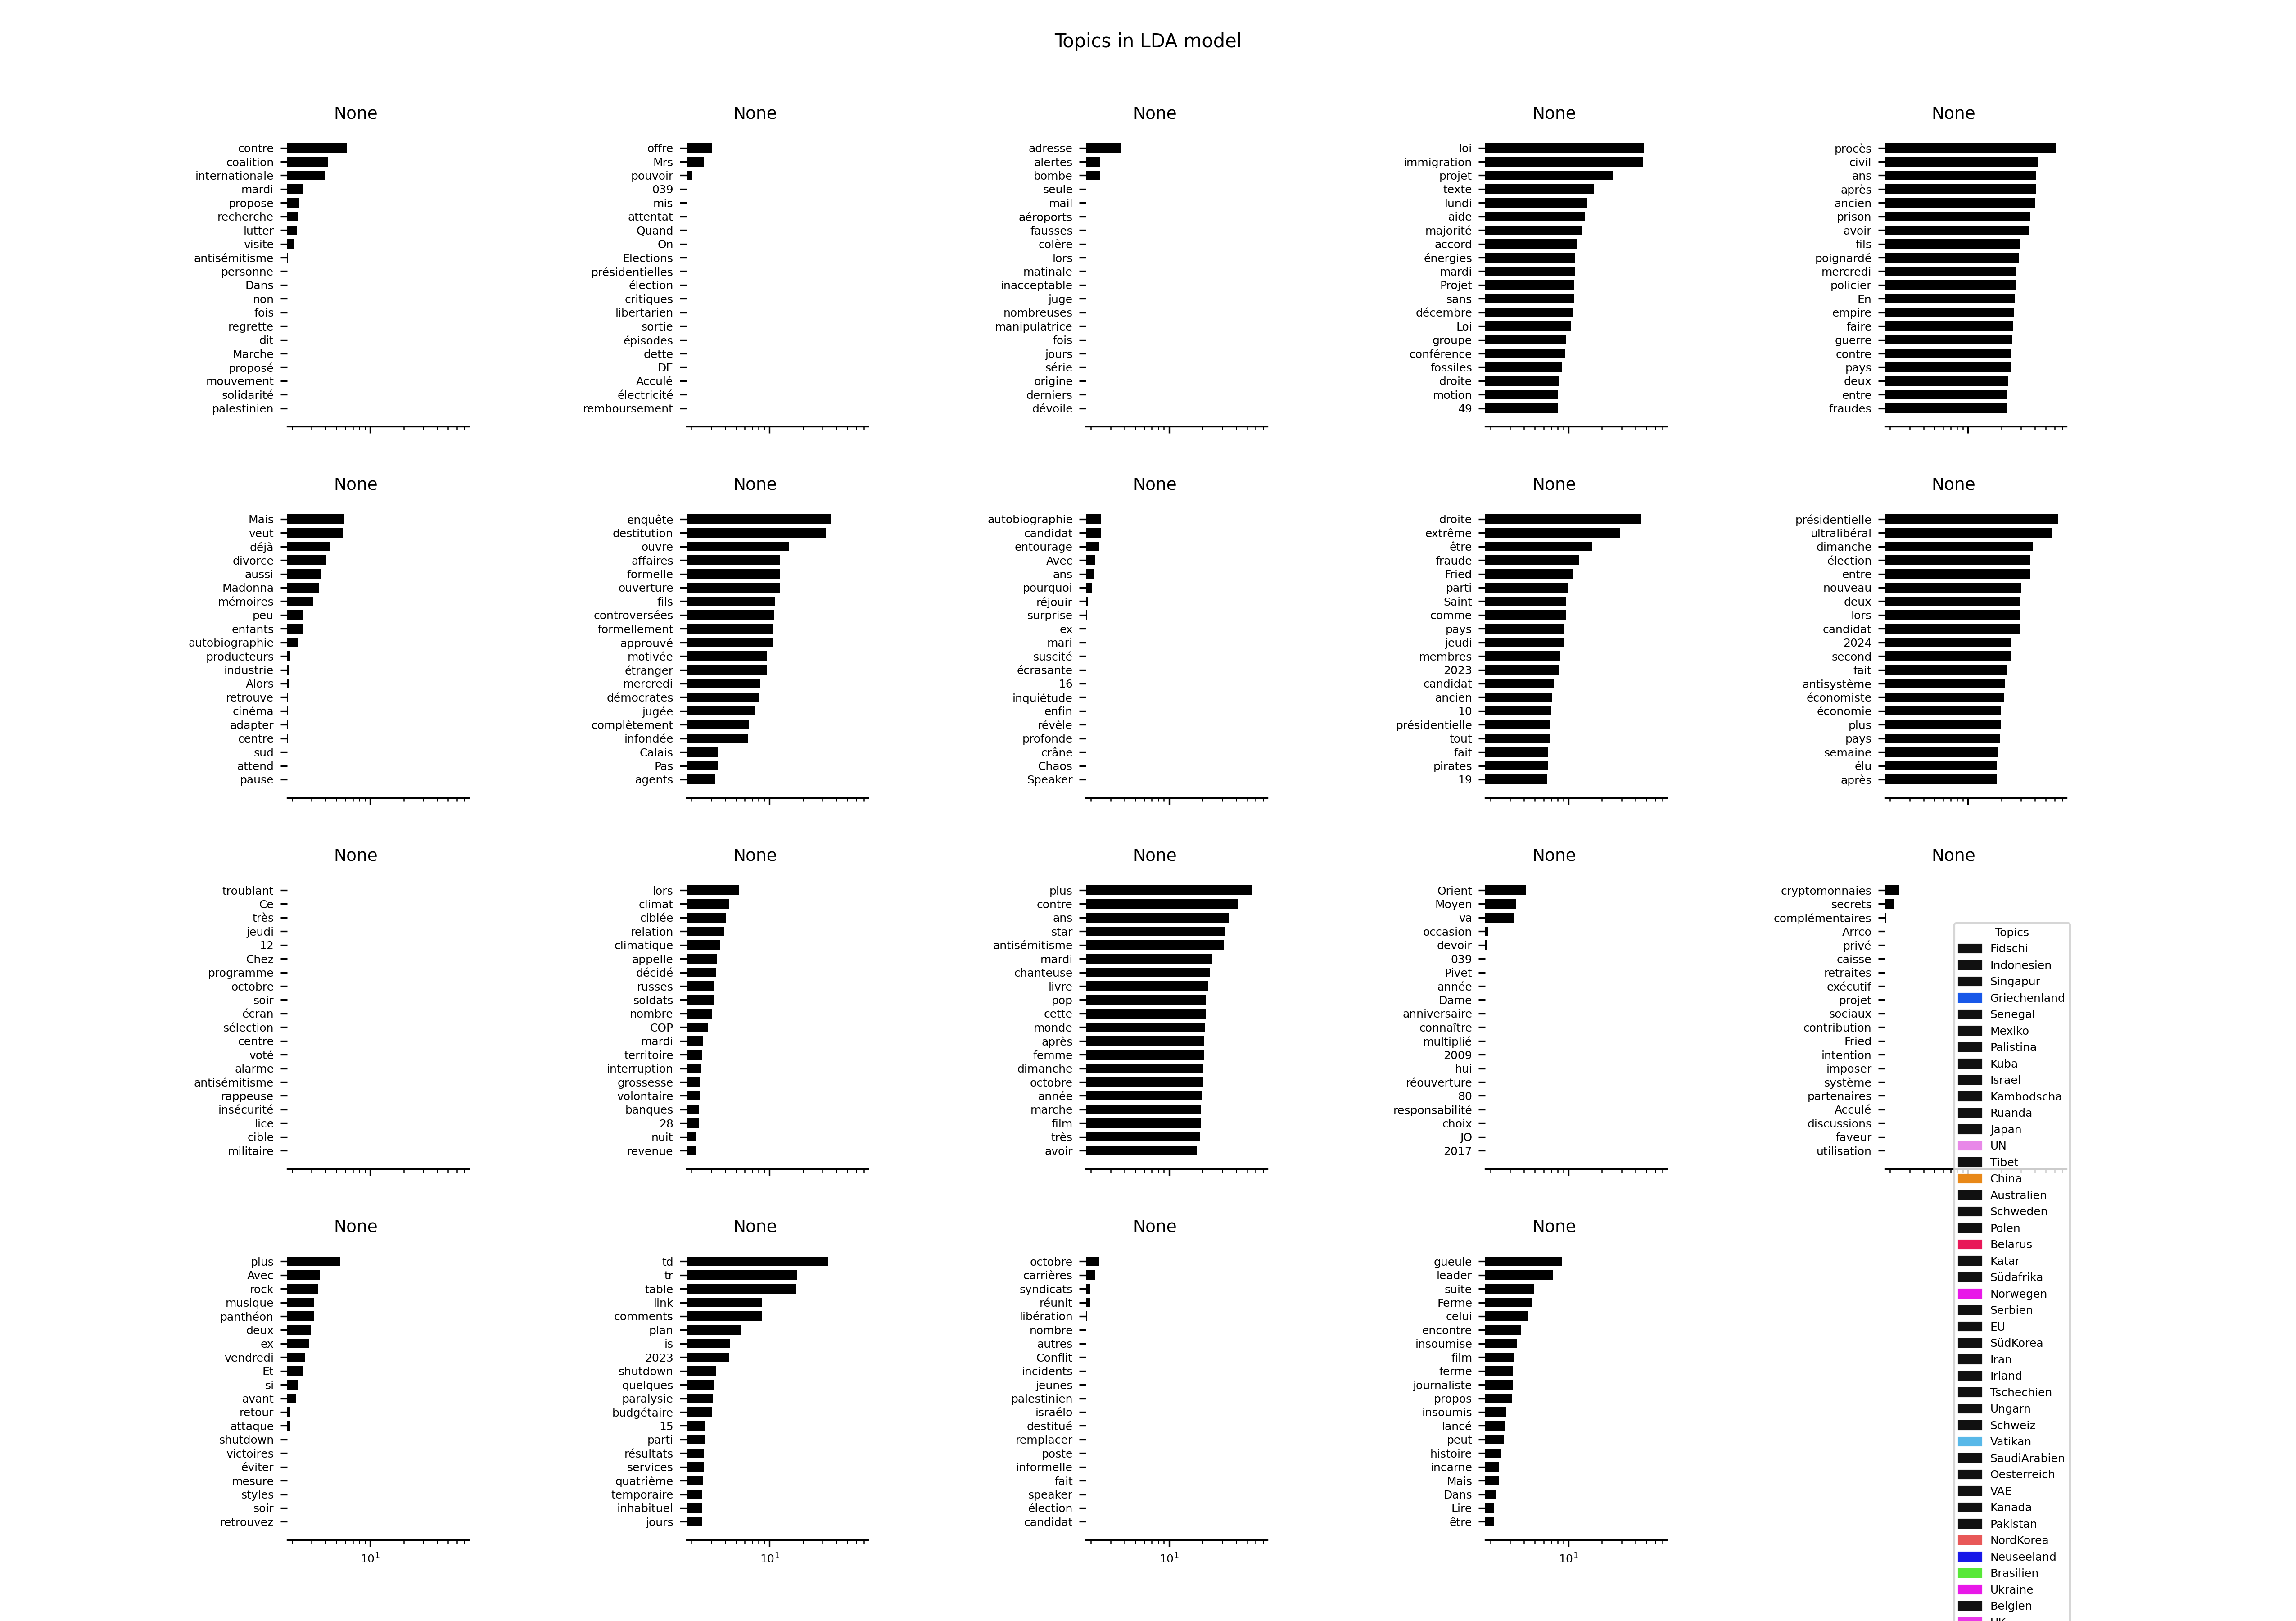 Topics in LDA model
None
contre
coalition
internationale
mardi
propose
recherche
lutter
visite
antisémitisme
personne
Dans
non
fois
regrette
dit
Marche
proposé
mouvement
solidarité
palestinien
None
offre
Mrs
pouvoir
039
mis
attentat
Quand
On
Elections
présidentielles
élection
critiques
libertarien
sortie
épisodes
dette
DE
Acculé
électricité
remboursement
None
adresse
alertes
bombe
seule
mail
aéroports
fausses
colère
lors
matinale
inacceptable
juge
nombreuses
manipulatrice
fois
jours
série
origine
derniers
dévoile
None
loi
immigration
projet
texte
lundi
aide
majorité
accord
énergies
mardi
Projet
sans
décembre
Loi
groupe
conférence
fossiles
droite
motion
49
None
procès
civil
ans
après
ancien
prison
avoir
fils
poignardé
mercredi
policier
En
empire
faire
guerre
contre
pays
deux
entre
fraudes
None
Mais
veut
déjà
divorce
aussi
Madonna
mémoires
peu
enfants
autobiographie
producteurs
industrie
Alors
retrouve
cinéma
adapter
centre
sud
attend
pause
None
enquête
destitution
ouvre
affaires
formelle
ouverture
fils
controversées
formellement
approuvé
motivée
étranger
mercredi
démocrates
jugée
complètement
infondée
Calais
Pas
agents
None
autobiographie
candidat
entourage
Avec
ans
pourquoi
réjouir
surprise
ex
mari
suscité
écrasante
16
inquiétude
enfin
révèle
profonde
crâne
Chaos
Speaker
None
droite
extrême
être
fraude
Fried
parti
Saint
comme
pays
jeudi
membres
2023
candidat
ancien
10
présidentielle
tout
fait
pirates
19
None
présidentielle
ultralibéral
dimanche
élection
entre
nouveau
deux
lors
candidat
2024
second
fait
antisystème
économiste
économie
plus
pays
semaine
élu
après
None
troublant
Ce
très
jeudi
12
Chez
programme
octobre
soir
écran
sélection
centre
voté
alarme
antisémitisme
rappeuse
insécurité
lice
cible
militaire
None
lors
climat
ciblée
relation
climatique
appelle
décidé
russes
soldats
nombre
COP
mardi
territoire
interruption
grossesse
volontaire
banques
28
nuit
revenue
None
plus
contre
ans
star
antisémitisme
mardi
chanteuse
livre
pop
cette
monde
après
femme
dimanche
octobre
année
marche
film
très
avoir
None
Orient
Moyen
va
occasion
devoir
039
Pivet
année
Dame
anniversaire
connaître
multiplié
2009
hui
réouverture
80
responsabilité
choix
JO
2017
None
cryptomonnaies
secrets
complémentaires
Arrco
privé
caisse
retraites
exécutif
projet
sociaux
contribution
Fried
intention
imposer
système
partenaires
Acculé
discussions
faveur
utilisation
None
plus
Avec
rock
musique
panthéon
deux
ex
vendredi
Et
si
avant
retour
attaque
shutdown
victoires
éviter
mesure
styles
soir
retrouvez
10¹
None
td
tr
table
link
comments
plan
is
2023
shutdown
quelques
paralysie
budgétaire
15
parti
résultats
services
quatrième
temporaire
inhabituel
jours
10¹
None
octobre
carrières
syndicats
réunit
libération
nombre
autres
Conflit
incidents
jeunes
palestinien
israélo
destitué
remplacer
poste
informelle
fait
speaker
élection
candidat
10¹
None
gueule
leader
suite
Ferme
celui
encontre
insoumise
film
ferme
journaliste
propos
insoumis
lancé
peut
histoire
incarne
Mais
Dans
Lire
être
10¹
Topics
Fidschi
Indonesien
Singapur
Griechenland
Senegal
Mexiko
Palistina
Kuba
Israel
Kambodscha
Ruanda
Japan
UN
Tibet
China
Australien
Schweden
Polen
Belarus
Katar
Südafrika
Norwegen
Serbien
EU
SüdKorea
Iran
Irland
Tschechien
Ungarn
Schweiz
Vatikan
SaudiArabien
Oesterreich
VAE
Kanada
Pakistan
NordKorea
Neuseeland
Brasilien
Ukraine
Belgien